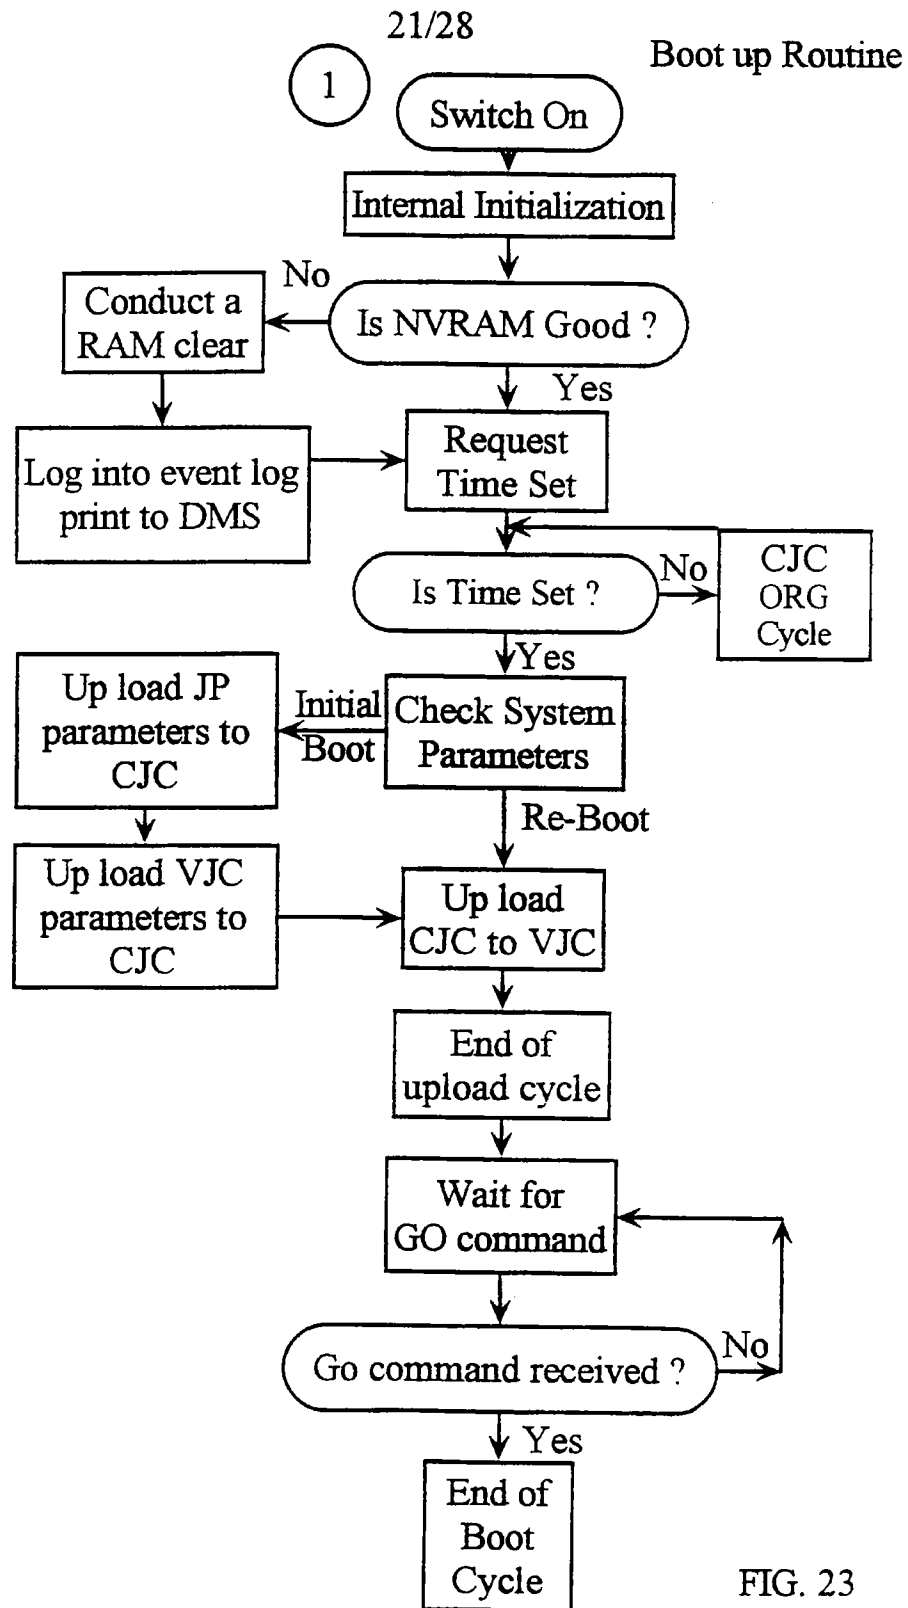 21/28
Boot up Routine
1
Switch On
Internal Initialization
No
Conduct a
RAM clear
Is NVRAM Good ?
Yes
Log into event log
print to DMS
Request
Time Set
Is Time Set ?
No
CJC
ORG
Cycle
Yes
Up load JP
parameters to
CJC
Initial
Boot
Check System
Parameters
Re-Boot
Up load VJC
parameters to
CJC
Up load
CJC to VJC
End of
upload cycle
Wait for
GO command
Go command received ?
No
Yes
End of
Boot
Cycle
FIG. 23